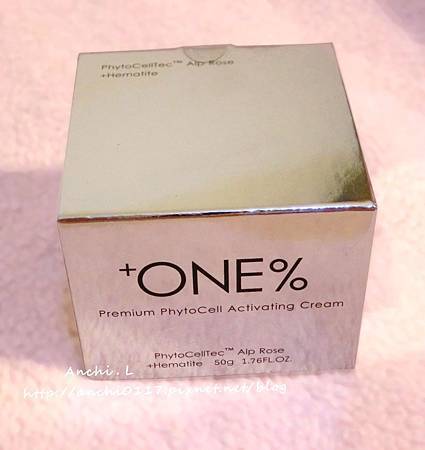 PhytoCellTec™ Alp Rose
+Hematite
+ONE%
Premium PhytoCell Activating Cream
PhytoCellTec™ Alp Rose
+Hematite 50g 1.76FL.OZ.
Anchi . L
http://anchi0117.pixnet.net/blog